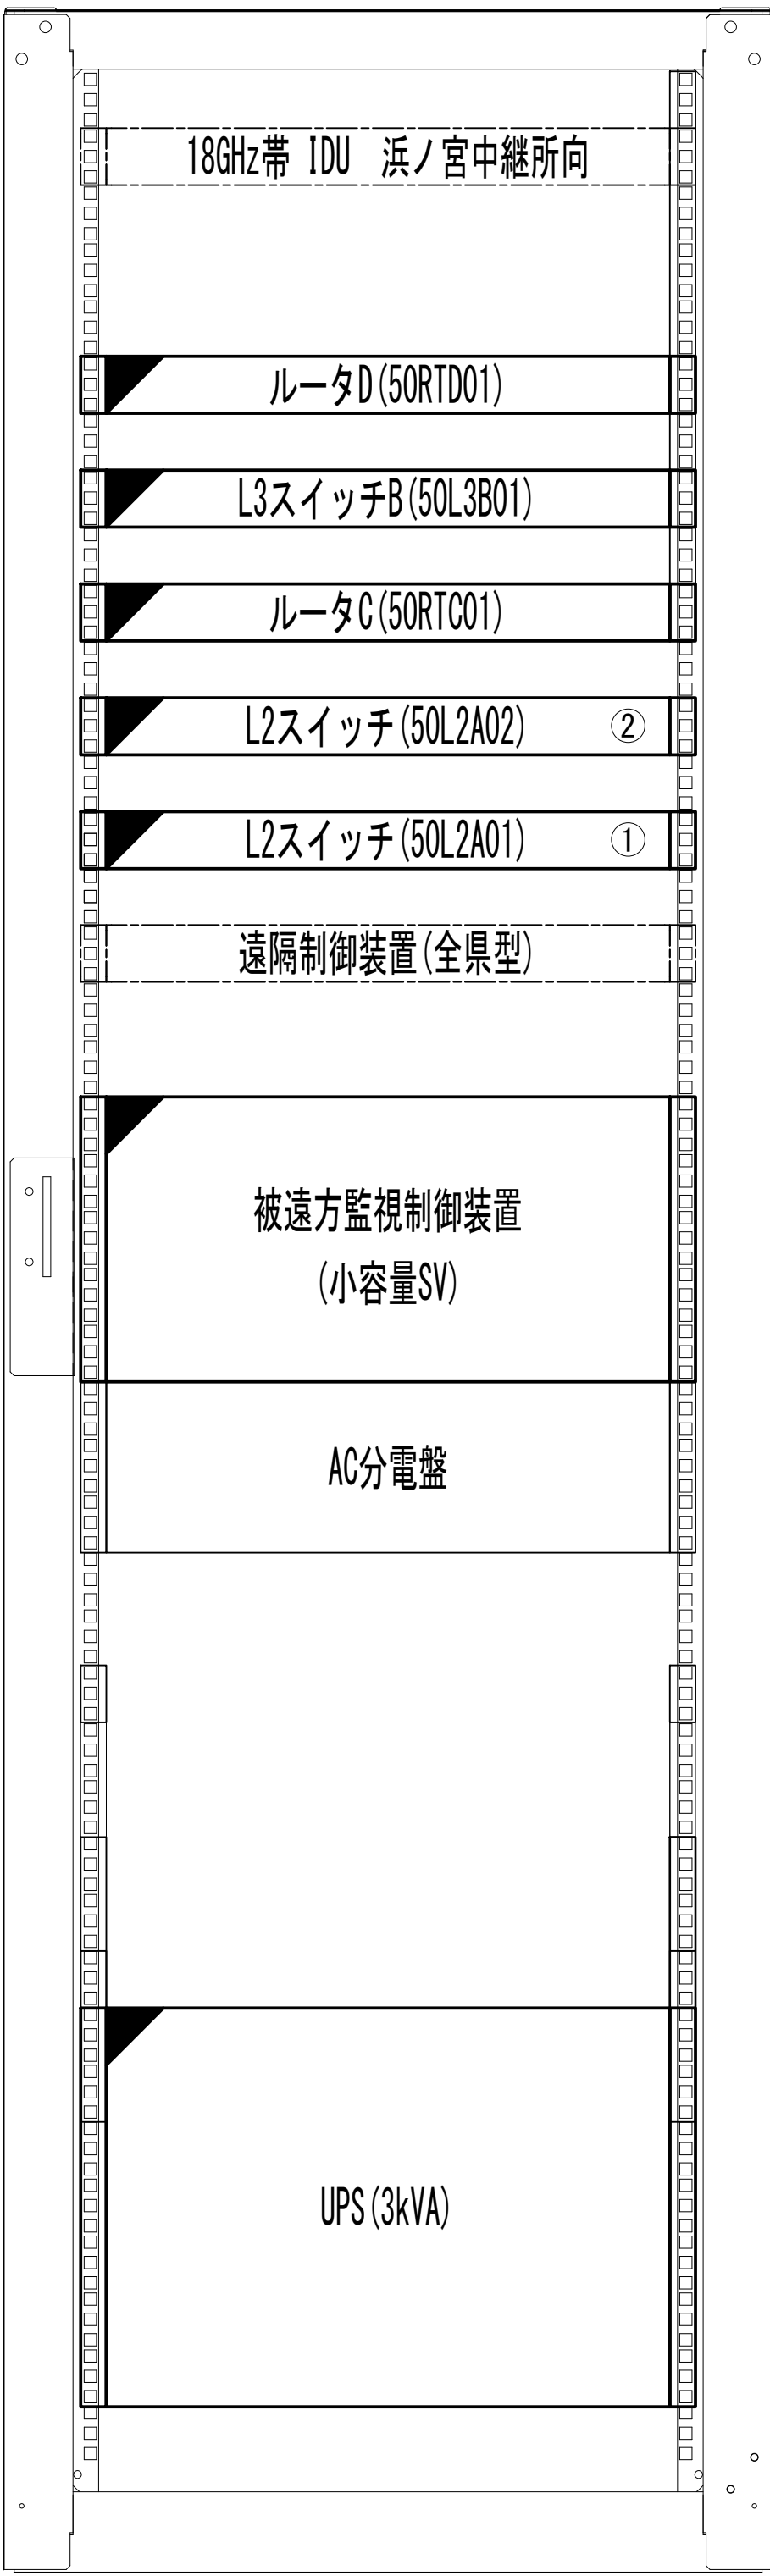 18GHz帯 IDU　浜ノ宮中継所向
ルータD(50RTD01)
L3スイッチB(50L3B01)
ルータC(50RTC01)
L2スイッチ(50L2A02) ②
L2スイッチ(50L2A01) ①
遠隔制御装置(全県型)
被遠方監視制御装置
(小容量SV)
AC分電盤
UPS(3kVA)